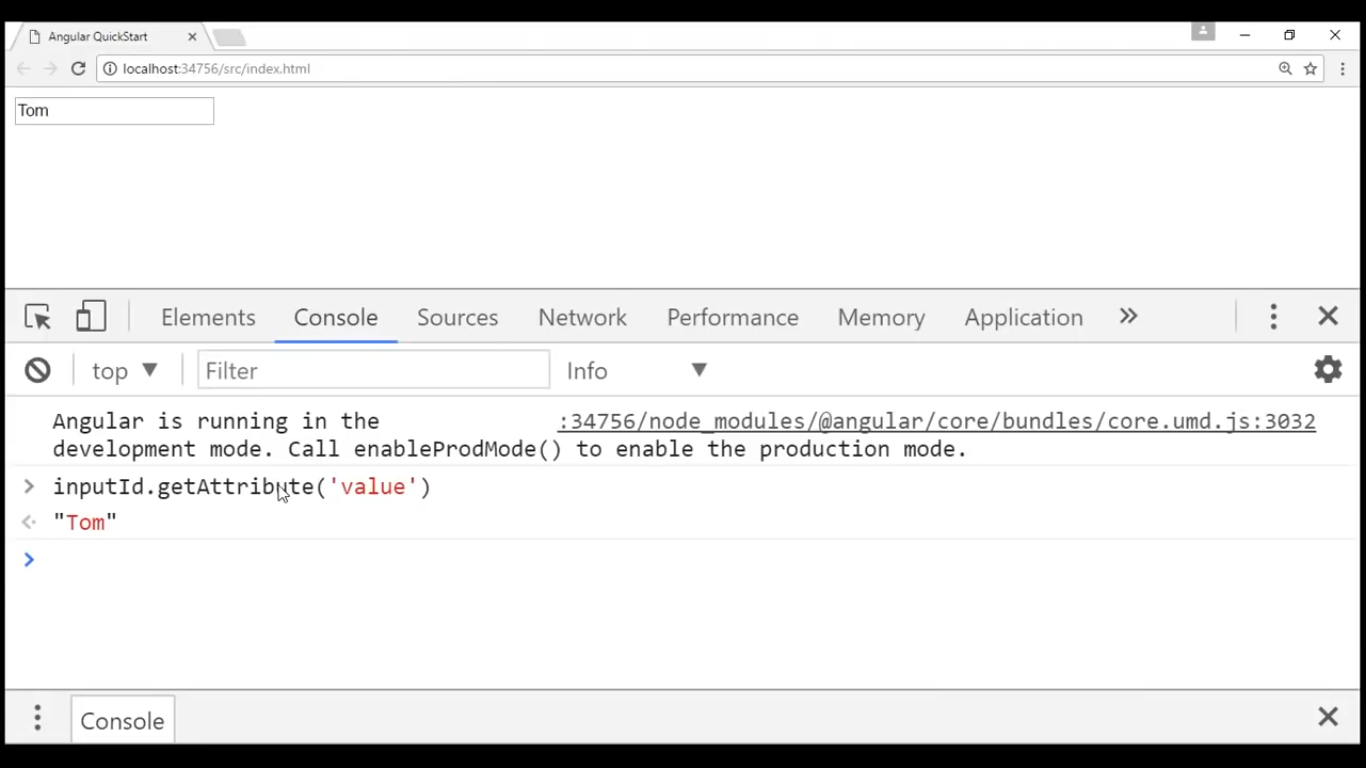 Angular QuickStart
localhost:34756/src/index.html
Tom
Elements Console Sources Network Performance Memory Application
top Filter Info
Angular is running in the :34756/node_modules/@angular/core/bundles/core.umd.js:3032
development mode. Call enableProdMode() to enable the production mode.
inputId.getAttribute('value')
"Tom"
Console